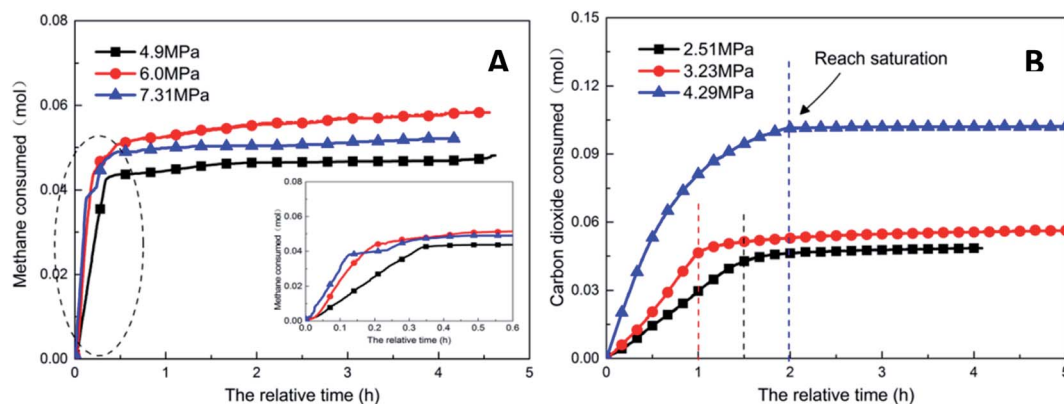 A
4.9MPa
6.0MPa
7.31MPa
Methane consumed (mol)
0.08
0.06
0.04
0.02
0.00
0 1 2 3 4 5
The relative time (h)
Methane consumed (mol)
0.08
0.06
0.04
0.02
0.00
0.0 0.1 0.2 0.3 0.4 0.5 0.6
The relative time (h)
B
2.51MPa
3.23MPa
4.29MPa
Reach saturation
Carbon dioxide consumed (mol)
0.15
0.12
0.09
0.06
0.03
0.00
0 1 2 3 4 5
The relative time (h)